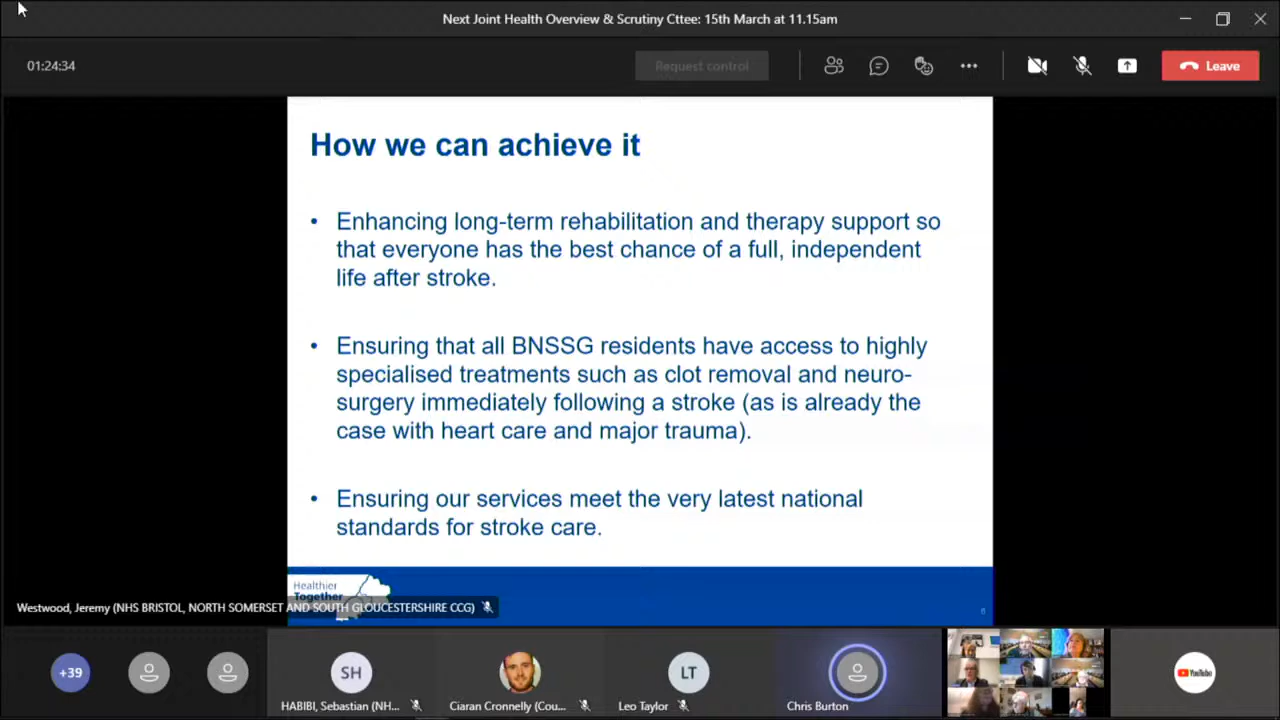 Next Joint Health Overview & Scrutiny Cttee: 15th March at 11.15am
01:24:34
Request control
Leave
How we can achieve it
• Enhancing long-term rehabilitation and therapy support so
that everyone has the best chance of a full, independent
life after stroke.
• Ensuring that all BNSSG residents have access to highly
specialised treatments such as clot removal and neuro-
surgery immediately following a stroke (as is already the
case with heart care and major trauma).
• Ensuring our services meet the very latest national
standards for stroke care.
Healthier
Together
6
Westwood, Jeremy (NHS BRISTOL, NORTH SOMERSET AND SOUTH GLOUCESTERSHIRE CCG)
+39
SH
LT
YouTube
HABIBI, Sebastian (NH...
Ciaran Cronnelly (Cou...
Leo Taylor
Chris Burton